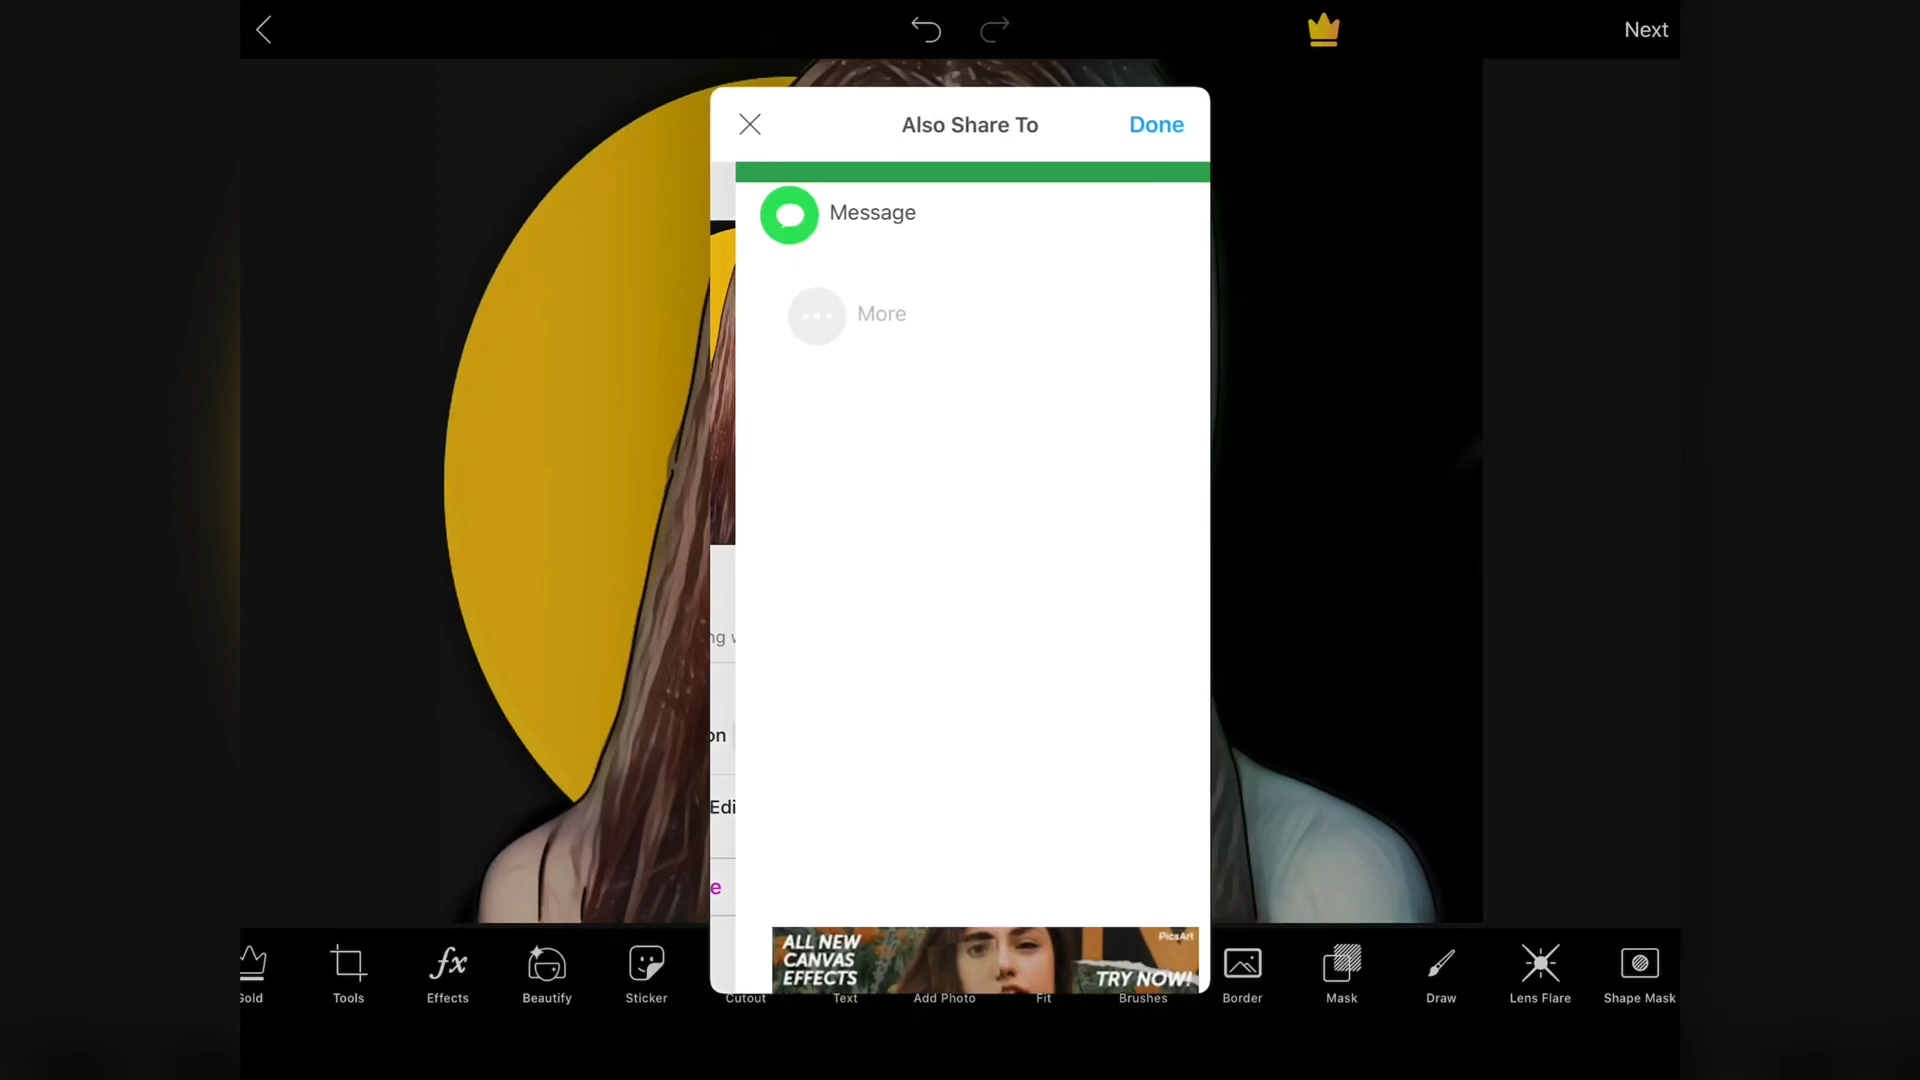 Next
Also Share To
Done
Message
More
ng
on
Edi
e
ALL NEW
CANVAS
EFFECTS
PicsArt
TRY NOW!
Gold
Tools
Effects
Beautify
Sticker
Cutout
Text
Add Photo
Fit
Brushes
Border
Mask
Draw
Lens Flare
Shape Mask